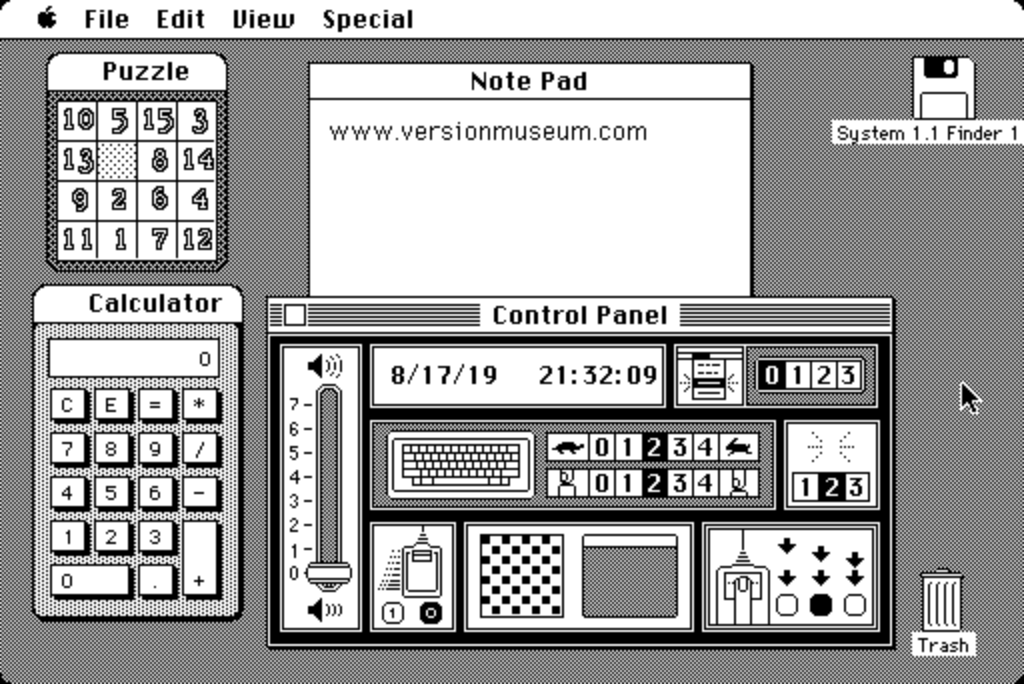 File Edit View Special
Puzzle
10 5 15 3
13 8 14
9 2 6 4
11 1 7 12
Note Pad
www.versionmuseum.com
System 1.1 Finder 1
Calculator
0
C E = *
7 8 9 /
4 5 6 -
1 2 3
0 . +
Control Panel
8/17/19 21:32:09
0 1 2 3
7
6
5
4
3
2
1
0
0 1 2 3 4
0 1 2 3 4
1 2 3
1 0
Trash